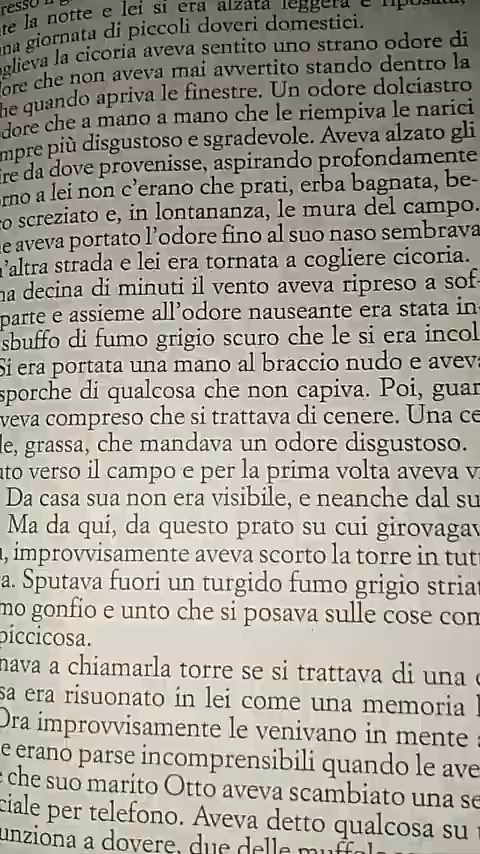 te la notte e lei si era alzata leggera e riposata,
na giornata di piccoli doveri domestici.
glieva la cicoria aveva sentito uno strano odore di
ore che non aveva mai avvertito stando dentro la
he quando apriva le finestre. Un odore dolciastro
dore che a mano a mano che le riempiva le narici
mpre più disgustoso e sgradevole. Aveva alzato gli
ire da dove provenisse, aspirando profondamente
rno a lei non c'erano che prati, erba bagnata, be-
o screziato e, in lontananza, le mura del campo.
e aveva portato l'odore fino al suo naso sembrava
'altra strada e lei era tornata a cogliere cicoria.
na decina di minuti il vento aveva ripreso a sof-
parte e assieme all'odore nauseante era stata in-
sbuffo di fumo grigio scuro che le si era incol
Si era portata una mano al braccio nudo e avev
sporche di qualcosa che non capiva. Poi, guar
veva compreso che si trattava di cenere. Una ce
le, grassa, che mandava un odore disgustoso.
to verso il campo e per la prima volta aveva v
Da casa sua non era visibile, e neanche dal su
Ma da qui, da questo prato su cui girovagav
, improvvisamente aveva scorto la torre in tut
a. Sputava fuori un turgido fumo grigio striat
mo gonfio e unto che si posava sulle cose com
piccicosa.
nava a chiamarla torre se si trattava di una c
sa era risuonato in lei come una memoria l
Ora improvvisamente le venivano in mente
e erano parse incomprensibili quando le ave
che suo marito Otto aveva scambiato una se
ciale per telefono. Aveva detto qualcosa su
unziona a dovere, due delle